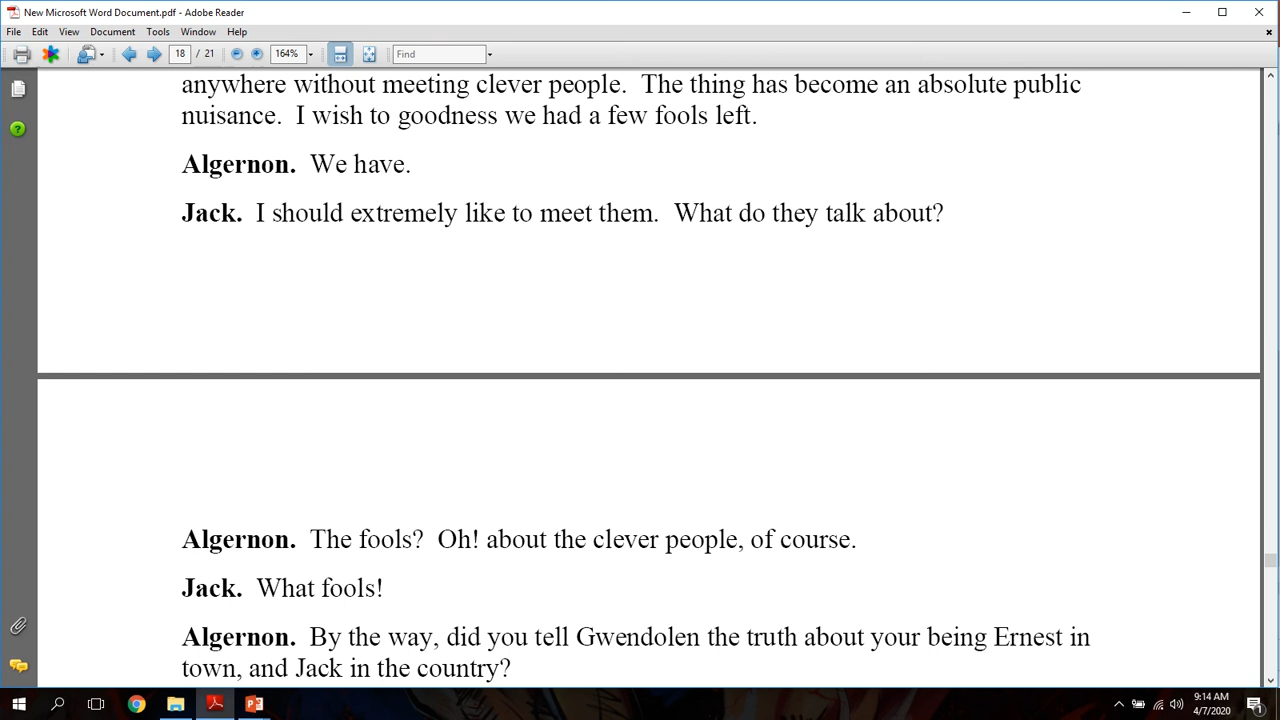 New Microsoft Word Document.pdf - Adobe Reader
File Edit View Document Tools Window Help
18 / 21 164% Find
anywhere without meeting clever people.  The thing has become an absolute public
nuisance.  I wish to goodness we had a few fools left.
Algernon.  We have.
Jack.  I should extremely like to meet them.  What do they talk about?
Algernon.  The fools?  Oh! about the clever people, of course.
Jack.  What fools!
Algernon.  By the way, did you tell Gwendolen the truth about your being Ernest in
town, and Jack in the country?
9:14 AM
4/7/2020